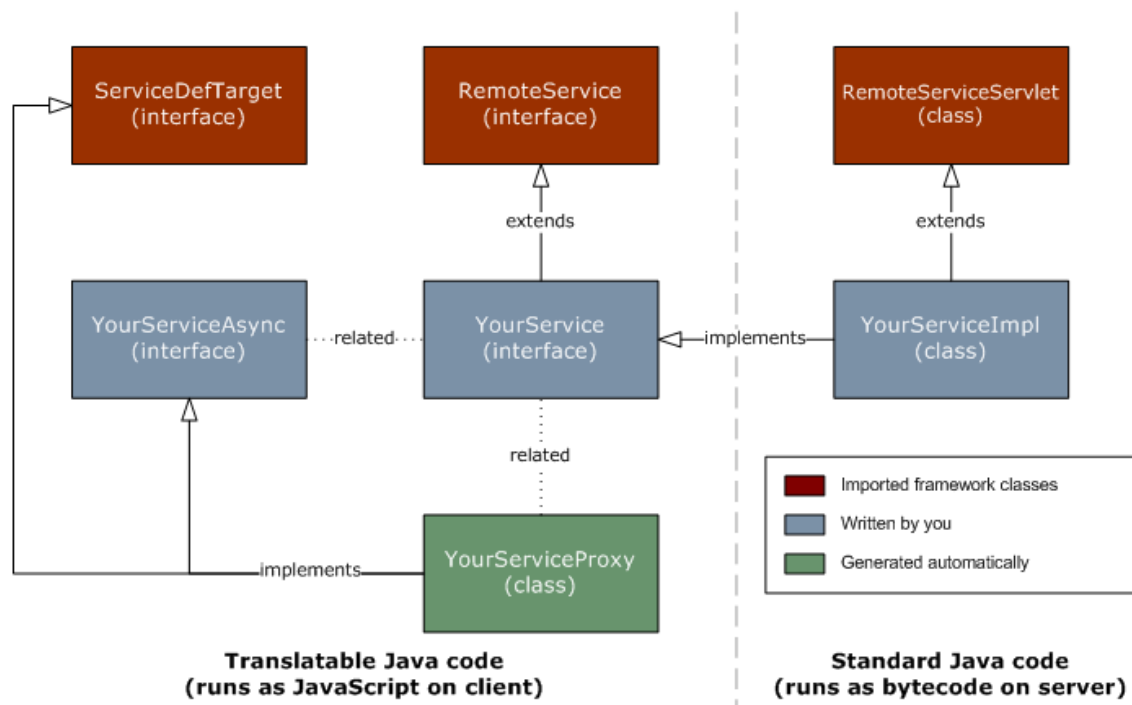 ServiceDefTarget
(interface)
RemoteService
(interface)
RemoteServiceServlet
(class)
extends
extends
YourServiceAsync
(interface)
related
YourService
(interface)
implements
YourServiceImpl
(class)
related
Imported framework classes
Written by you
Generated automatically
implements
YourServiceProxy
(class)
Translatable Java code
(runs as JavaScript on client)
Standard Java code
(runs as bytecode on server)